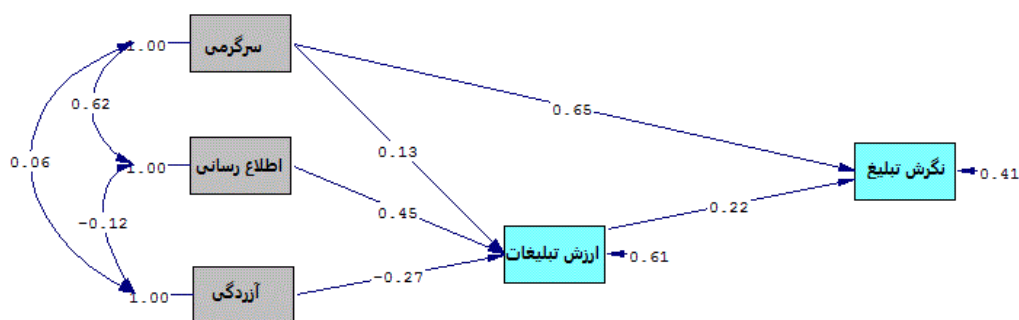 1.00
سرگرمی
0.62
0.65
0.06
0.13
1.00
اطلاع رسانی
نگرش تبلیغ
0.41
0.45
0.22
-0.12
ارزش تبلیغات
0.61
-0.27
1.00
آزردگی